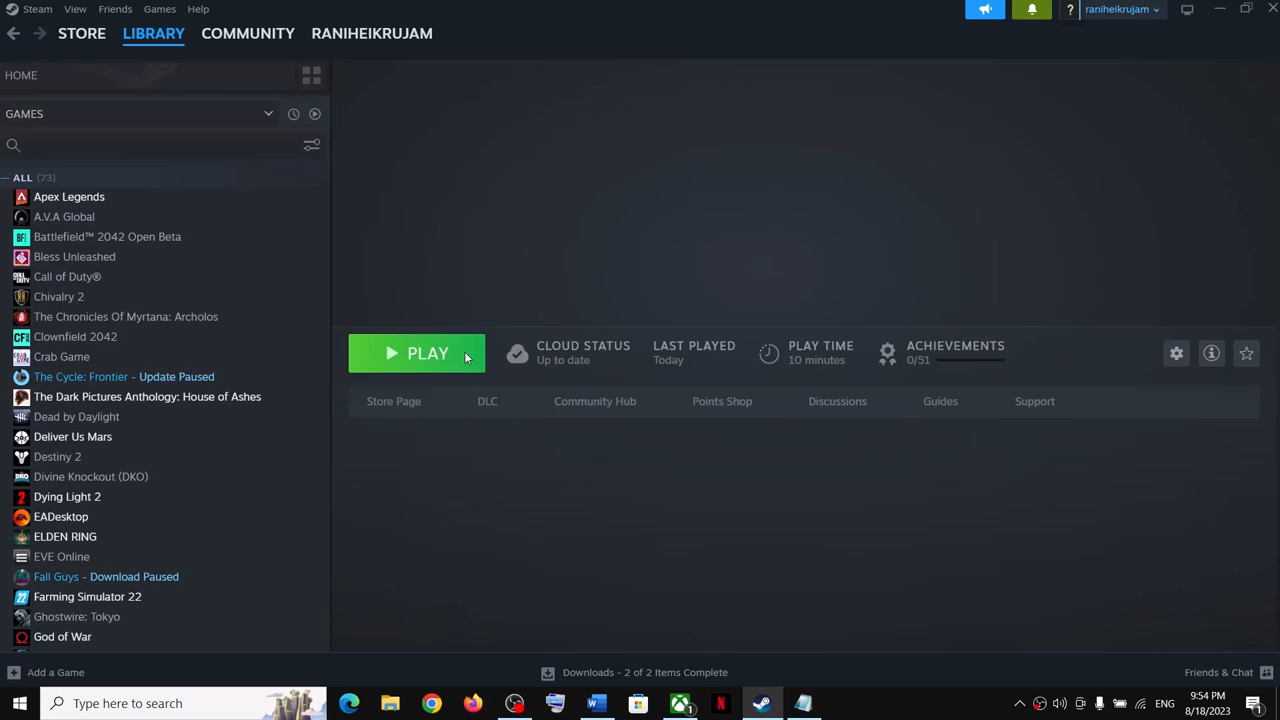 Steam View Friends Games Help
? raniheikrujam
STORE LIBRARY COMMUNITY RANIHEIKRUJAM
HOME
GAMES
ALL (73)
Apex Legends
A.V.A Global
Battlefield™ 2042 Open Beta
Bless Unleashed
Call of Duty®
Chivalry 2
The Chronicles Of Myrtana: Archolos
Clownfield 2042
Crab Game
The Cycle: Frontier - Update Paused
The Dark Pictures Anthology: House of Ashes
Dead by Daylight
Deliver Us Mars
Destiny 2
Divine Knockout (DKO)
Dying Light 2
EADesktop
ELDEN RING
EVE Online
Fall Guys - Download Paused
Farming Simulator 22
Ghostwire: Tokyo
God of War
PLAY
CLOUD STATUS
Up to date
LAST PLAYED
Today
PLAY TIME
10 minutes
ACHIEVEMENTS
0/51
Store Page DLC Community Hub Points Shop Discussions Guides Support
Add a Game
Downloads - 2 of 2 Items Complete
Friends & Chat
Type here to search
ENG
9:54 PM
8/18/2023